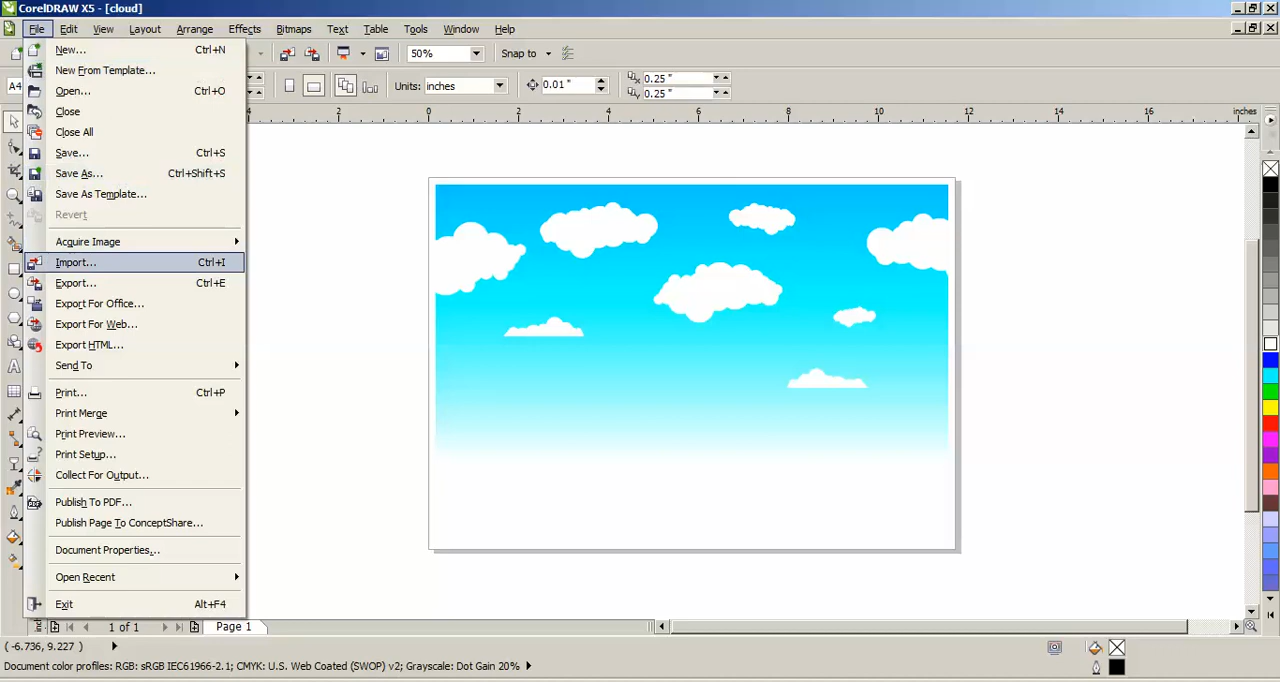 CorelDRAW X5 - [cloud]
File Edit View Layout Arrange Effects Bitmaps Text Table Tools Window Help
50% Snap to
A4 Units: inches 0.01 " 0.25 "
0.25 "
4 0 2 4 6 8 10 12 14 16 inches
New... Ctrl+N
New From Template...
Open... Ctrl+O
Close
Close All
Save... Ctrl+S
Save As... Ctrl+Shift+S
Save As Template...
Revert
Acquire Image
Import... Ctrl+I
Export... Ctrl+E
Export For Office...
Export For Web...
Export HTML...
Send To
Print... Ctrl+P
Print Merge
Print Preview...
Print Setup...
Collect For Output...
Publish To PDF...
Publish Page To ConceptShare...
Document Properties...
Open Recent
Exit Alt+F4
1 of 1 Page 1
(-6.736, 9.227)
Document color profiles: RGB: sRGB IEC61966-2.1; CMYK: U.S. Web Coated (SWOP) v2; Grayscale: Dot Gain 20%